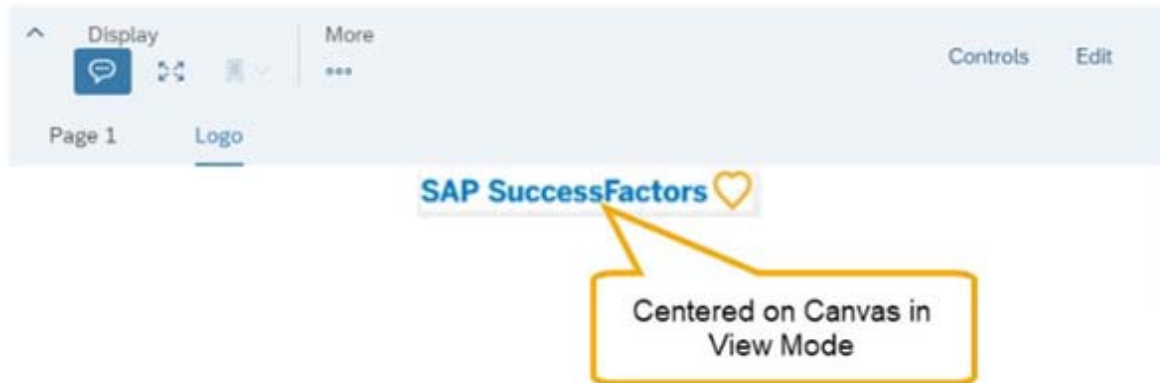 Display
More
Controls
Edit
Page 1
Logo
SAP SuccessFactors
Centered on Canvas in
View Mode